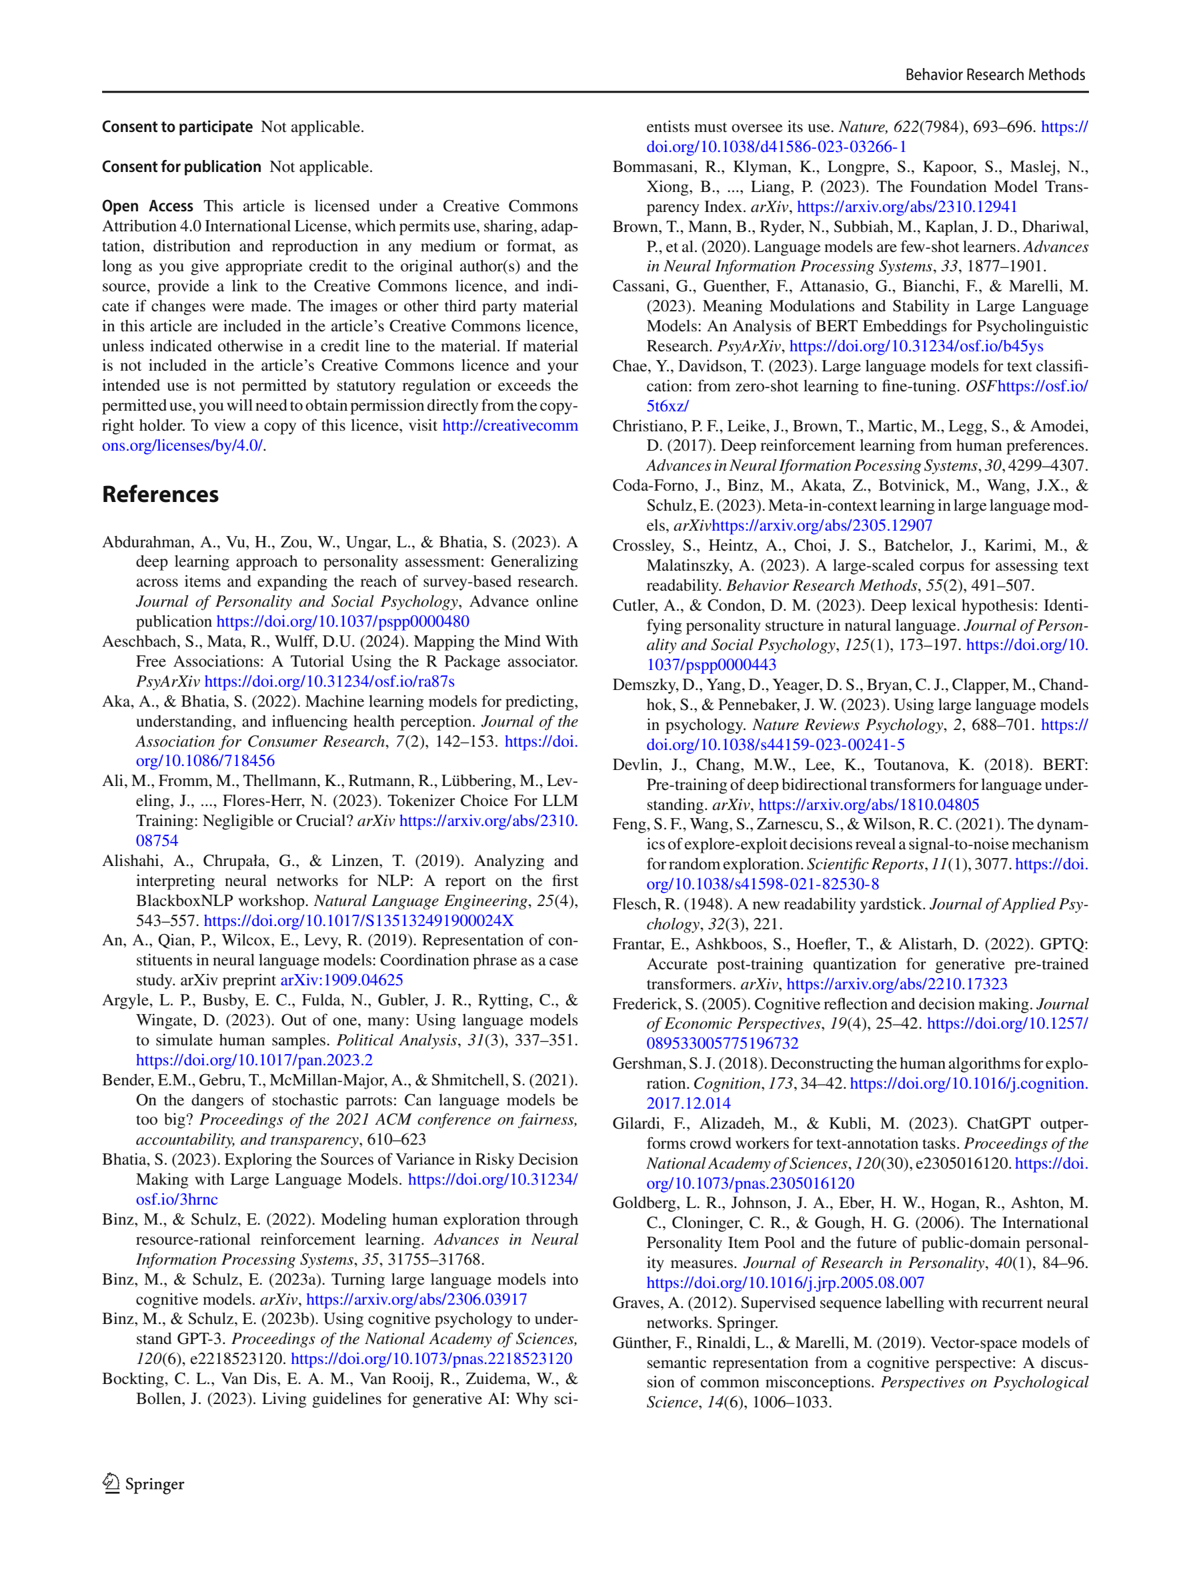 Behavior Research Methods
Consent to participate Not applicable.
Consent for publication Not applicable.
Open Access This article is licensed under a Creative Commons
Attribution 4.0 International License, which permits use, sharing, adap-
tation, distribution and reproduction in any medium or format, as
long as you give appropriate credit to the original author(s) and the
source, provide a link to the Creative Commons licence, and indi-
cate if changes were made. The images or other third party material
in this article are included in the article's Creative Commons licence,
unless indicated otherwise in a credit line to the material. If material
is not included in the article's Creative Commons licence and your
intended use is not permitted by statutory regulation or exceeds the
permitted use, you will need to obtain permission directly from the copy-
right holder. To view a copy of this licence, visit http://creativecomm
ons.org/licenses/by/4.0/.
References
Abdurahman, A., Vu, H., Zou, W., Ungar, L., & Bhatia, S. (2023). A
deep learning approach to personality assessment: Generalizing
across items and expanding the reach of survey-based research.
Journal of Personality and Social Psychology, Advance online
publication https://doi.org/10.1037/pspp0000480
Aeschbach, S., Mata, R., Wulff, D.U. (2024). Mapping the Mind With
Free Associations: A Tutorial Using the R Package associator.
PsyArXiv https://doi.org/10.31234/osf.io/ra87s
Aka, A., & Bhatia, S. (2022). Machine learning models for predicting,
understanding, and influencing health perception. Journal of the
Association for Consumer Research, 7(2), 142–153. https://doi.
org/10.1086/718456
Ali, M., Fromm, M., Thellmann, K., Rutmann, R., Lübbering, M., Lev-
eling, J., ..., Flores-Herr, N. (2023). Tokenizer Choice For LLM
Training: Negligible or Crucial? arXiv https://arxiv.org/abs/2310.
08754
Alishahi, A., Chrupała, G., & Linzen, T. (2019). Analyzing and
interpreting neural networks for NLP: A report on the first
BlackboxNLP workshop. Natural Language Engineering, 25(4),
543–557. https://doi.org/10.1017/S135132491900024X
An, A., Qian, P., Wilcox, E., Levy, R. (2019). Representation of con-
stituents in neural language models: Coordination phrase as a case
study. arXiv preprint arXiv:1909.04625
Argyle, L. P., Busby, E. C., Fulda, N., Gubler, J. R., Rytting, C., &
Wingate, D. (2023). Out of one, many: Using language models
to simulate human samples. Political Analysis, 31(3), 337–351.
https://doi.org/10.1017/pan.2023.2
Bender, E.M., Gebru, T., McMillan-Major, A., & Shmitchell, S. (2021).
On the dangers of stochastic parrots: Can language models be
too big? Proceedings of the 2021 ACM conference on fairness,
accountability, and transparency, 610–623
Bhatia, S. (2023). Exploring the Sources of Variance in Risky Decision
Making with Large Language Models. https://doi.org/10.31234/
osf.io/3hrnc
Binz, M., & Schulz, E. (2022). Modeling human exploration through
resource-rational reinforcement learning. Advances in Neural
Information Processing Systems, 35, 31755–31768.
Binz, M., & Schulz, E. (2023a). Turning large language models into
cognitive models. arXiv, https://arxiv.org/abs/2306.03917
Binz, M., & Schulz, E. (2023b). Using cognitive psychology to under-
stand GPT-3. Proceedings of the National Academy of Sciences,
120(6), e2218523120. https://doi.org/10.1073/pnas.2218523120
Bockting, C. L., Van Dis, E. A. M., Van Rooij, R., Zuidema, W., &
Bollen, J. (2023). Living guidelines for generative AI: Why sci-
entists must oversee its use. Nature, 622(7984), 693–696. https://
doi.org/10.1038/d41586-023-03266-1
Bommasani, R., Klyman, K., Longpre, S., Kapoor, S., Maslej, N.,
Xiong, B., ..., Liang, P. (2023). The Foundation Model Trans-
parency Index. arXiv, https://arxiv.org/abs/2310.12941
Brown, T., Mann, B., Ryder, N., Subbiah, M., Kaplan, J. D., Dhariwal,
P., et al. (2020). Language models are few-shot learners. Advances
in Neural Information Processing Systems, 33, 1877–1901.
Cassani, G., Guenther, F., Attanasio, G., Bianchi, F., & Marelli, M.
(2023). Meaning Modulations and Stability in Large Language
Models: An Analysis of BERT Embeddings for Psycholinguistic
Research. PsyArXiv, https://doi.org/10.31234/osf.io/b45ys
Chae, Y., Davidson, T. (2023). Large language models for text classifi-
cation: from zero-shot learning to fine-tuning. OSFhttps://osf.io/
5t6xz/
Christiano, P. F., Leike, J., Brown, T., Martic, M., Legg, S., & Amodei,
D. (2017). Deep reinforcement learning from human preferences.
Advances in Neural Iformation Pocessing Systems, 30, 4299–4307.
Coda-Forno, J., Binz, M., Akata, Z., Botvinick, M., Wang, J.X., &
Schulz, E. (2023). Meta-in-context learning in large language mod-
els, arXivhttps://arxiv.org/abs/2305.12907
Crossley, S., Heintz, A., Choi, J. S., Batchelor, J., Karimi, M., &
Malatinszky, A. (2023). A large-scaled corpus for assessing text
readability. Behavior Research Methods, 55(2), 491–507.
Cutler, A., & Condon, D. M. (2023). Deep lexical hypothesis: Identi-
fying personality structure in natural language. Journal of Person-
ality and Social Psychology, 125(1), 173–197. https://doi.org/10.
1037/pspp0000443
Demszky, D., Yang, D., Yeager, D. S., Bryan, C. J., Clapper, M., Chand-
hok, S., & Pennebaker, J. W. (2023). Using large language models
in psychology. Nature Reviews Psychology, 2, 688–701. https://
doi.org/10.1038/s44159-023-00241-5
Devlin, J., Chang, M.W., Lee, K., Toutanova, K. (2018). BERT:
Pre-training of deep bidirectional transformers for language under-
standing. arXiv, https://arxiv.org/abs/1810.04805
Feng, S. F., Wang, S., Zarnescu, S., & Wilson, R. C. (2021). The dynam-
ics of explore-exploit decisions reveal a signal-to-noise mechanism
for random exploration. Scientific Reports, 11(1), 3077. https://doi.
org/10.1038/s41598-021-82530-8
Flesch, R. (1948). A new readability yardstick. Journal of Applied Psy-
chology, 32(3), 221.
Frantar, E., Ashkboos, S., Hoefler, T., & Alistarh, D. (2022). GPTQ:
Accurate post-training quantization for generative pre-trained
transformers. arXiv, https://arxiv.org/abs/2210.17323
Frederick, S. (2005). Cognitive reflection and decision making. Journal
of Economic Perspectives, 19(4), 25–42. https://doi.org/10.1257/
089533005775196732
Gershman, S. J. (2018). Deconstructing the human algorithms for explo-
ration. Cognition, 173, 34–42. https://doi.org/10.1016/j.cognition.
2017.12.014
Gilardi, F., Alizadeh, M., & Kubli, M. (2023). ChatGPT outper-
forms crowd workers for text-annotation tasks. Proceedings of the
National Academy of Sciences, 120(30), e2305016120. https://doi.
org/10.1073/pnas.2305016120
Goldberg, L. R., Johnson, J. A., Eber, H. W., Hogan, R., Ashton, M.
C., Cloninger, C. R., & Gough, H. G. (2006). The International
Personality Item Pool and the future of public-domain personal-
ity measures. Journal of Research in Personality, 40(1), 84–96.
https://doi.org/10.1016/j.jrp.2005.08.007
Graves, A. (2012). Supervised sequence labelling with recurrent neural
networks. Springer.
Günther, F., Rinaldi, L., & Marelli, M. (2019). Vector-space models of
semantic representation from a cognitive perspective: A discus-
sion of common misconceptions. Perspectives on Psychological
Science, 14(6), 1006–1033.
Springer